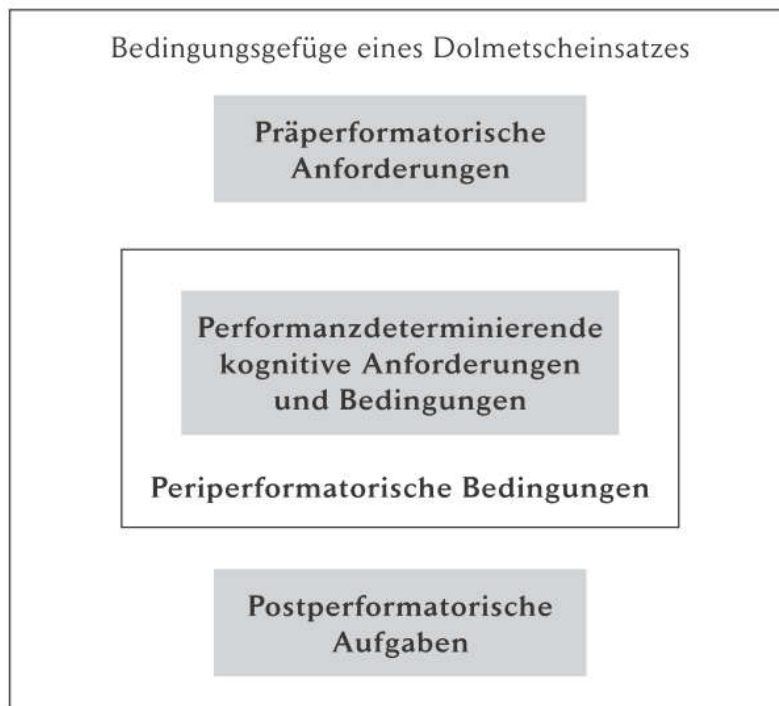 Bedingungsgefüge eines Dolmetscheinsatzes
Präperformatorische
Anforderungen
Performanzdeterminierende
kognitive Anforderungen
und Bedingungen
Periperformatorische Bedingungen
Postperformatorische
Aufgaben